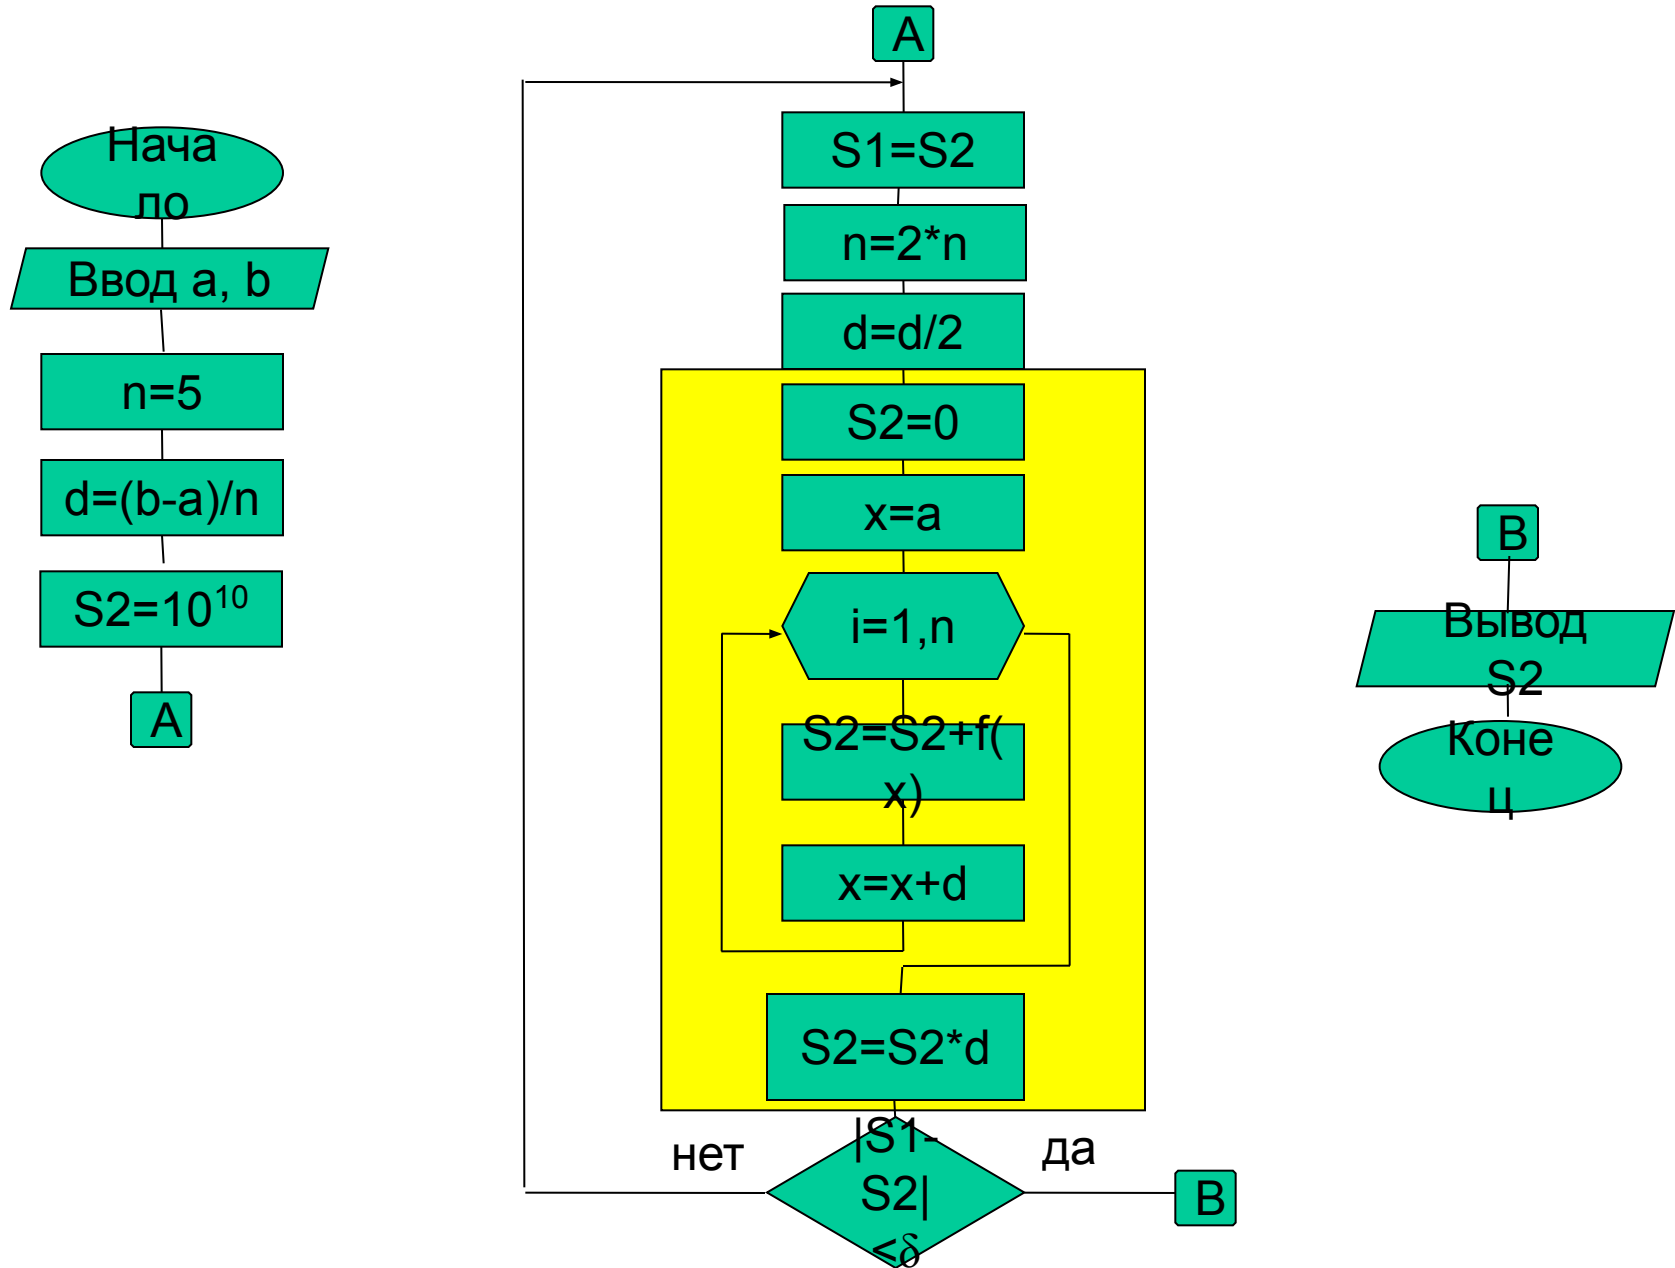 Нача
ло
Ввод a, b
n=5
d=(b-a)/n
S2=10¹⁰
A
A
S1=S2
n=2*n
d=d/2
S2=0
x=a
i=1,n
S2=S2+f(
x)
x=x+d
S2=S2*d
|S1-
S2|
<δ
нет
да
B
B
Вывод
S2
Коне
ц